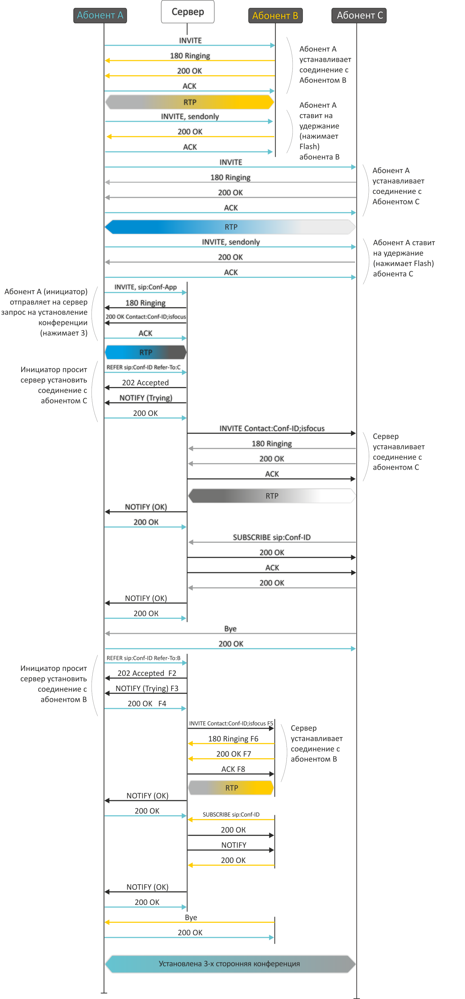 Абонент A
Сервер
Абонент B
Абонент C
INVITE
180 Ringing
200 OK
ACK
Абонент А
устанавливает
соединение с
Абонентом В
RTP
INVITE, sendonly
200 OK
ACK
Абонент А
ставит на
удержание
(нажимает
Flash)
абонента В
INVITE
180 Ringing
200 OK
ACK
Абонент А
устанавливает
соединение с
Абонентом С
RTP
INVITE, sendonly
200 OK
ACK
Абонент А ставит
на удержание
(нажимает Flash)
абонента С
Абонент А (инициатор)
отправляет на сервер
запрос на установление
конференции
(нажимает 3)
INVITE, sip:Conf-App
180 Ringing
200 OK Contact:Conf-ID;isfocus
ACK
RTP
Инициатор просит
сервер установить
соединение с
абонентом С
REFER sip:Conf-ID Refer-To:C
202 Accepted
NOTIFY (Trying)
200 OK
INVITE Contact:Conf-ID;isfocus
180 Ringing
200 OK
ACK
Сервер
устанавливает
соединение с
абонентом С
RTP
NOTIFY (OK)
200 OK
SUBSCRIBE sip:Conf-ID
200 OK
ACK
200 OK
NOTIFY (OK)
200 OK
Bye
200 OK
Инициатор просит
сервер установить
соединение с
абонентом В
REFER sip:Conf-ID Refer-To:B
202 Accepted F2
NOTIFY (Trying) F3
200 OK F4
INVITE Contact:Conf-ID;isfocus F5
180 Ringing F6
200 OK F7
ACK F8
Сервер
устанавливает
соединение с
абонентом В
RTP
NOTIFY (OK)
200 OK
SUBSCRIBE sip:Conf-ID
200 OK
NOTIFY
200 OK
NOTIFY (OK)
200 OK
Bye
200 OK
Установлена 3-х сторонняя конференция